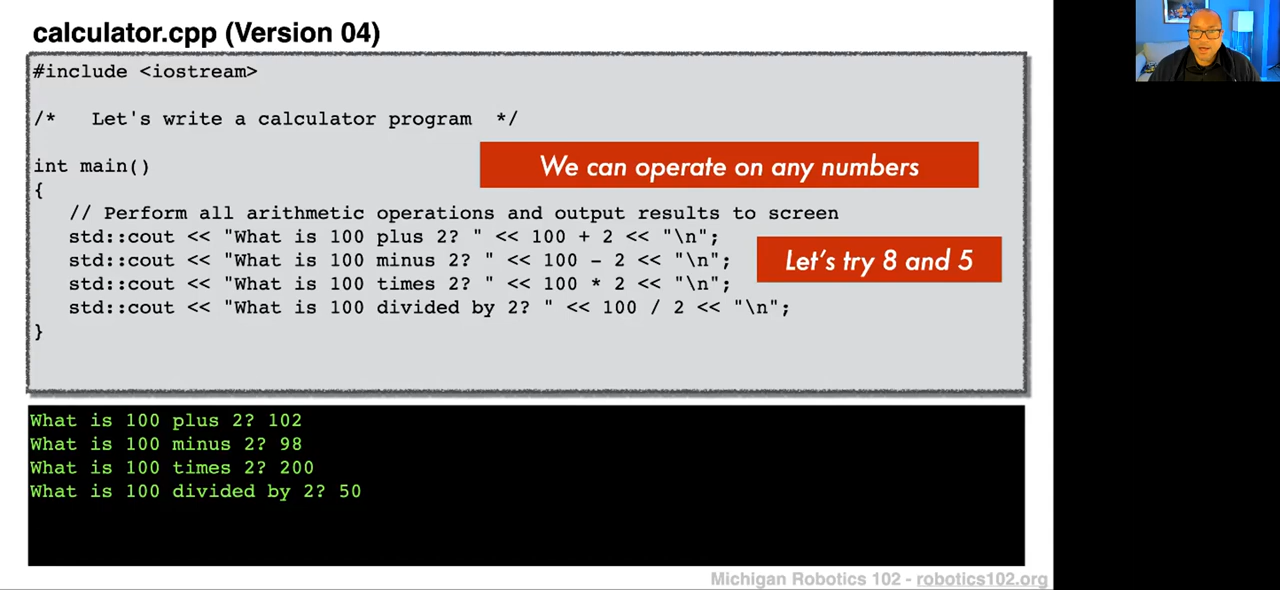 calculator.cpp (Version 04)
#include <iostream>
/*   Let's write a calculator program  */
We can operate on any numbers
int main()
{
   // Perform all arithmetic operations and output results to screen
   std::cout << "What is 100 plus 2? " << 100 + 2 << "\n";
   std::cout << "What is 100 minus 2? " << 100 - 2 << "\n";
Let's try 8 and 5
   std::cout << "What is 100 times 2? " << 100 * 2 << "\n";
   std::cout << "What is 100 divided by 2? " << 100 / 2 << "\n";
}
What is 100 plus 2? 102
What is 100 minus 2? 98
What is 100 times 2? 200
What is 100 divided by 2? 50
Michigan Robotics 102 - robotics102.org